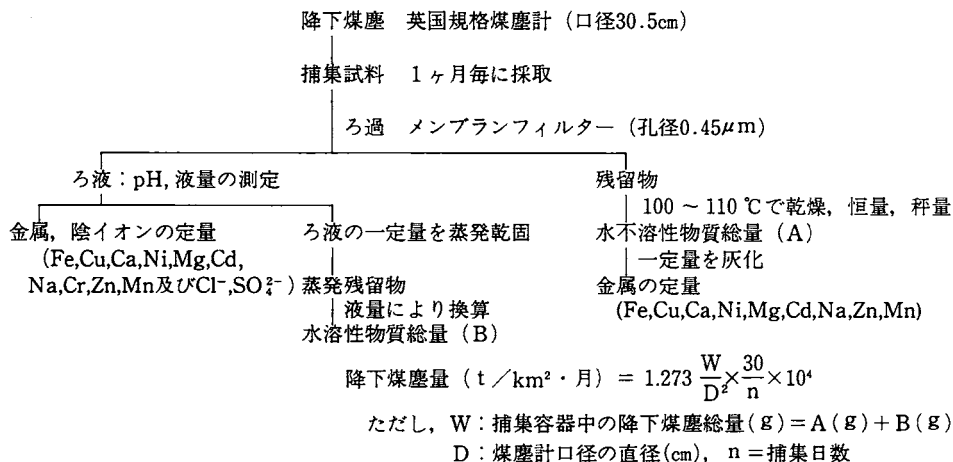 降下煤塵 英国規格煤塵計 (口径30.5cm)
捕集試料 1ヶ月毎に採取
ろ過 メンブランフィルター (孔径0.45μm)
ろ液:pH,液量の測定
残留物
100 ~ 110 ℃で乾燥, 恒量, 秤量
金属, 陰イオンの定量
ろ液の一定量を蒸発乾固
水不溶性物質総量 (A)
(Fe,Cu,Ca,Ni,Mg,Cd,
一定量を灰化
Na,Cr,Zn,Mn及びCl⁻,SO₄²⁻)
蒸発残留物
金属の定量
液量により換算
(Fe,Cu,Ca,Ni,Mg,Cd,Na,Zn,Mn)
水溶性物質総量 (B)
降下煤塵量 (t/km²・月) = 1.273 W/D² × 30/n × 10⁴
ただし, W:捕集容器中の降下煤塵総量(g)=A(g)+B(g)
D:煤塵計口径の直径(cm), n=捕集日数